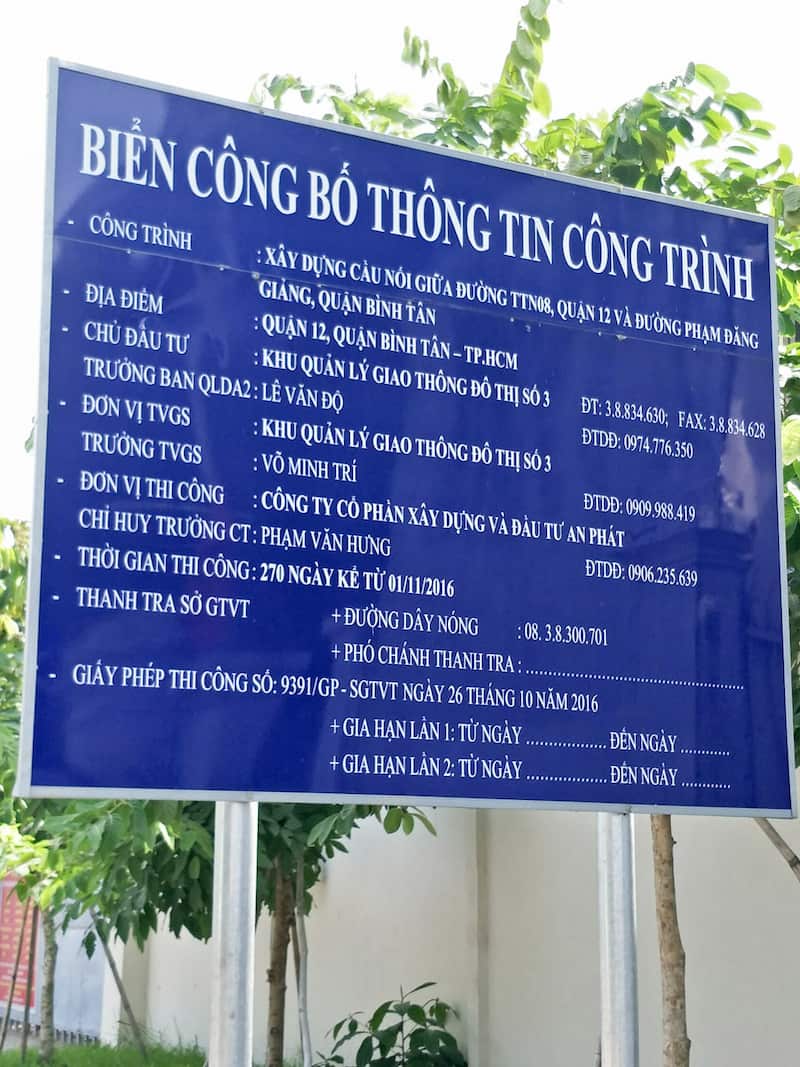 BIỂN CÔNG BỐ THÔNG TIN CÔNG TRÌNH
- CÔNG TRÌNH : XÂY DỰNG CẦU NỐI GIỮA ĐƯỜNG TTN08, QUẬN 12 VÀ ĐƯỜNG PHẠM ĐĂNG
GIẢNG, QUẬN BÌNH TÂN
- ĐỊA ĐIỂM : QUẬN 12, QUẬN BÌNH TÂN – TP.HCM
- CHỦ ĐẦU TƯ : KHU QUẢN LÝ GIAO THÔNG ĐÔ THỊ SỐ 3 ĐT: 3.8.834.630; FAX: 3.8.834.628
TRƯỞNG BAN QLDA2 : LÊ VĂN ĐỘ ĐTDĐ: 0974.776.350
- ĐƠN VỊ TVGS : KHU QUẢN LÝ GIAO THÔNG ĐÔ THỊ SỐ 3
TRƯỞNG TVGS : VÕ MINH TRÍ ĐTDĐ: 0909.988.419
- ĐƠN VỊ THI CÔNG : CÔNG TY CỔ PHẦN XÂY DỰNG VÀ ĐẦU TƯ AN PHÁT
CHỈ HUY TRƯỞNG CT : PHẠM VĂN HƯNG ĐTDĐ: 0906.235.639
- THỜI GIAN THI CÔNG : 270 NGÀY KỂ TỪ 01/11/2016
- THANH TRA SỞ GTVT + ĐƯỜNG DÂY NÓNG : 08. 3.8.300.701
+ PHÓ CHÁNH THANH TRA : ..........................................
- GIẤY PHÉP THI CÔNG SỐ: 9391/GP - SGTVT NGÀY 26 THÁNG 10 NĂM 2016
+ GIA HẠN LẦN 1: TỪ NGÀY .................. ĐẾN NGÀY ...........
+ GIA HẠN LẦN 2: TỪ NGÀY .................. ĐẾN NGÀY ...........